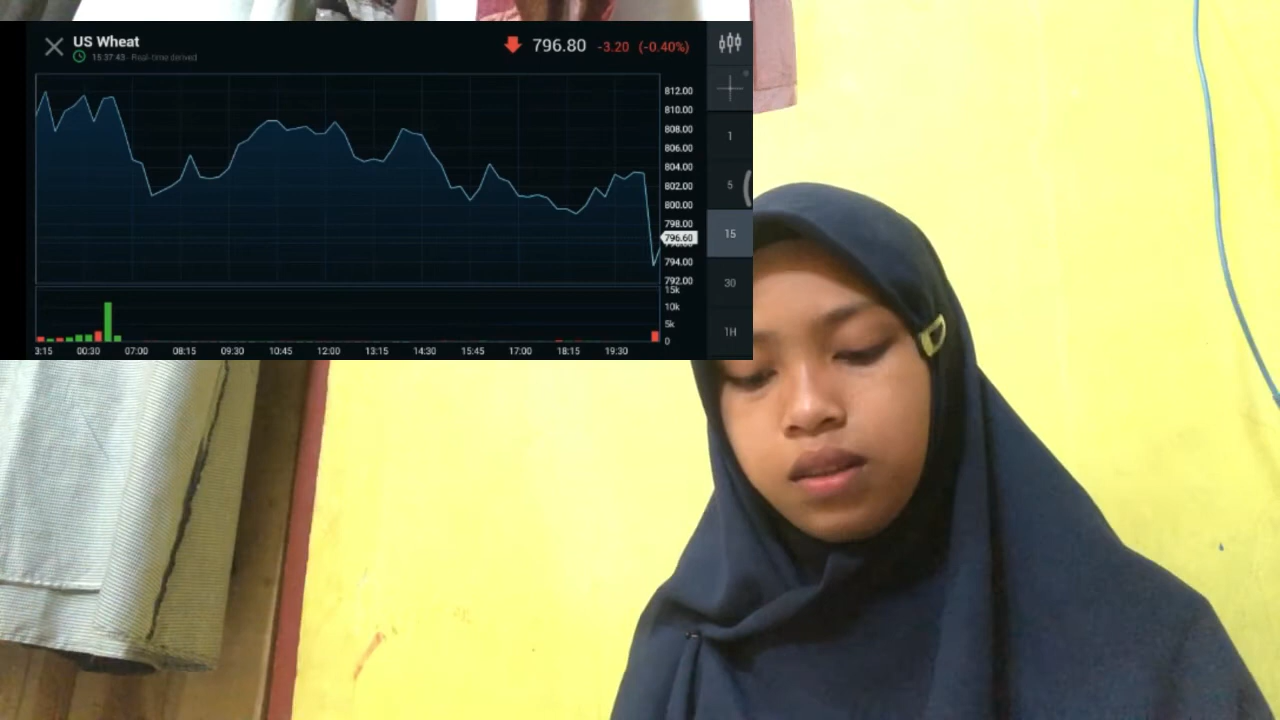 US Wheat
796.80 -3.20 (-0.40%)
15:37:43 - Real-time derived
812.00
810.00
808.00
806.00
804.00
802.00
800.00
798.00
796.60
794.00
792.00
15k
10k
5k
0
3:15 00:30 07:00 08:15 09:30 10:45 12:00 13:15 14:30 15:45 17:00 18:15 19:30
1
5
15
30
1H